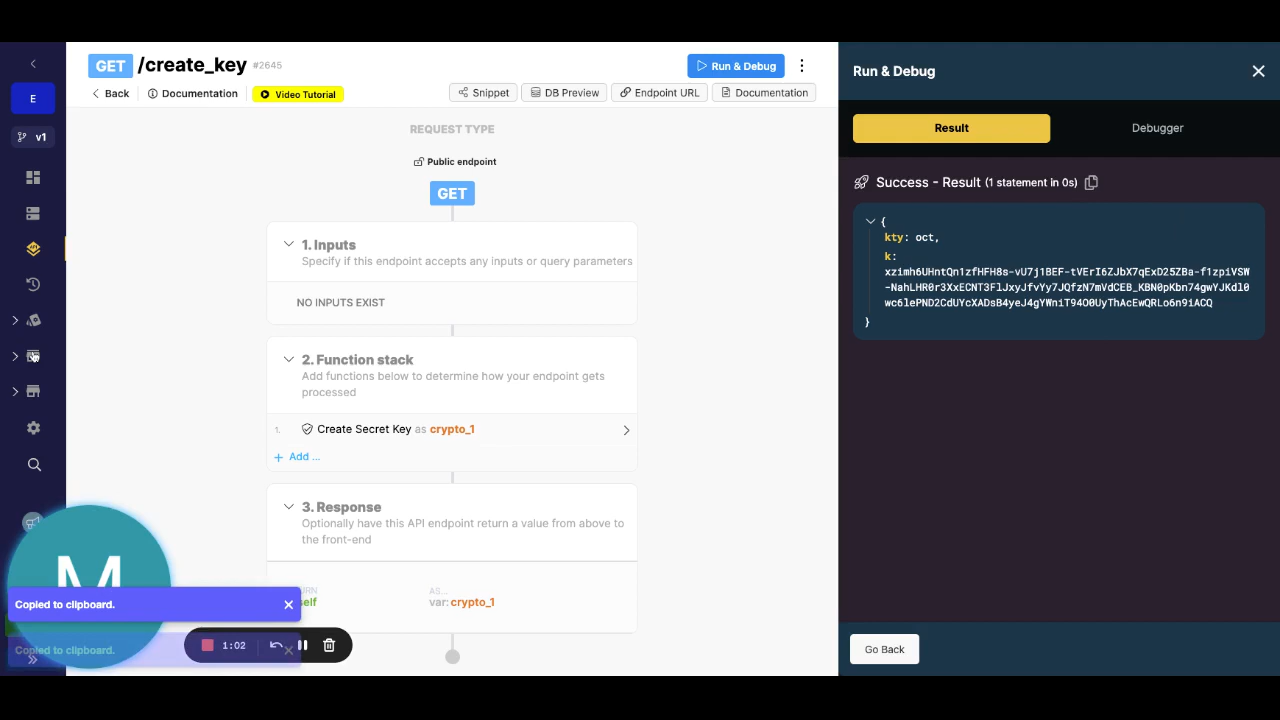 GET /create_key #2645
Run & Debug
Back
Documentation
Video Tutorial
Snippet
DB Preview
Endpoint URL
Documentation
E
v1
REQUEST TYPE
Public endpoint
GET
1. Inputs
Specify if this endpoint accepts any inputs or query parameters
NO INPUTS EXIST
2. Function stack
Add functions below to determine how your endpoint gets
processed
1. Create Secret Key as crypto_1
+ Add ...
3. Response
Optionally have this API endpoint return a value from above to
the front-end
AS...
self
var: crypto_1
M
Copied to clipboard.
Copied to clipboard.
1:02
Run & Debug
Result
Debugger
Success - Result (1 statement in 0s)
{
kty: oct,
k:
xzimh6UHntQn1zfHFH8s-vU7j1BEF-tVErI6ZJbX7qExD25ZBa-f1zpiVSW
-NahLHR0r3XxECNT3FlJxyJfvYy7JQfzN7mVdCEB_KBN0pKbn74gwYJKdl0
wc6lePND2CdUYcXADsB4yeJ4gYWniT94O0UyThAcEwQRLo6n9iACQ
}
Go Back